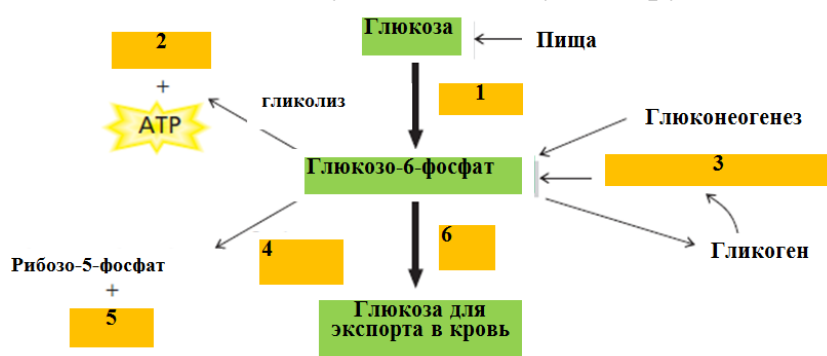 Глюкоза
Пища
2
+
ATP
гликолиз
1
Глюконеогенез
3
Глюкозо-6-фосфат
Гликоген
4
6
Рибозо-5-фосфат
+
5
Глюкоза для
экспорта в кровь